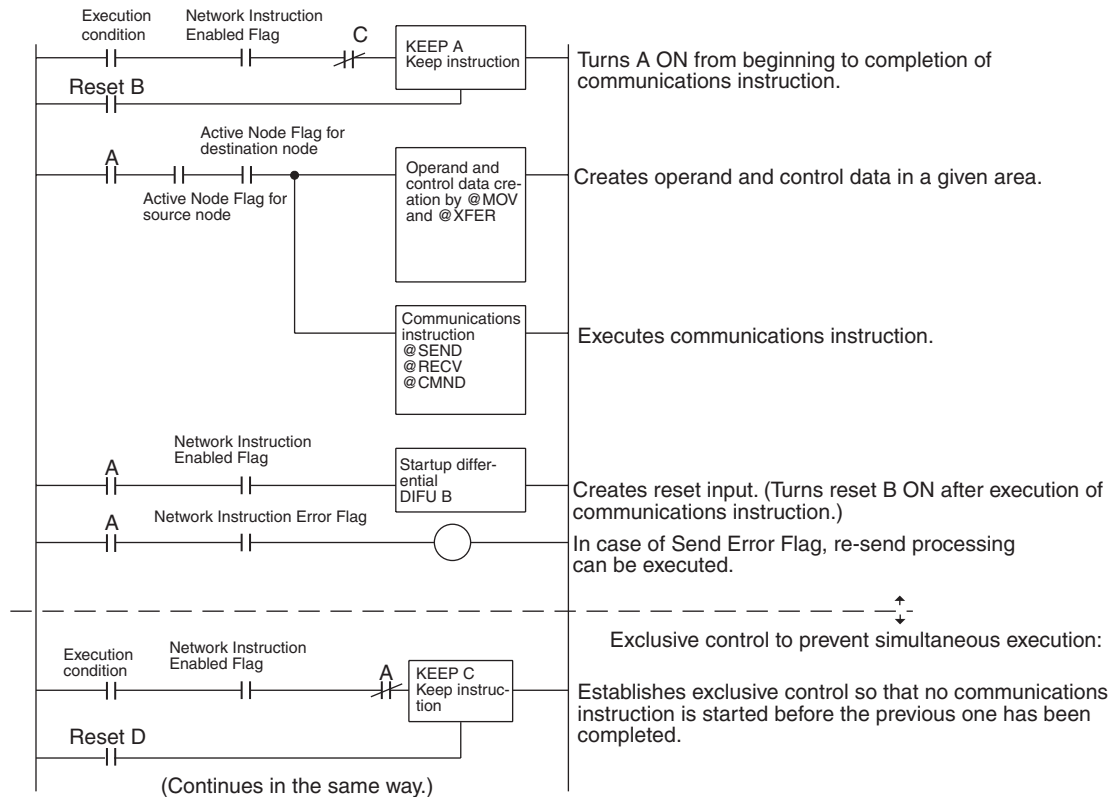 Execution
condition
Network Instruction
Enabled Flag
C
KEEP A
Keep instruction
Turns A ON from beginning to completion of
communications instruction.
Reset B
A
Active Node Flag for
destination node
Active Node Flag for
source node
Operand and
control data cre-
ation by @MOV
and @XFER
Creates operand and control data in a given area.
Communications
instruction
@SEND
@RECV
@CMND
Executes communications instruction.
A
Network Instruction
Enabled Flag
Startup differ-
ential
DIFU B
Creates reset input. (Turns reset B ON after execution of
communications instruction.)
A
Network Instruction Error Flag
In case of Send Error Flag, re-send processing
can be executed.
Exclusive control to prevent simultaneous execution:
Execution
condition
Network Instruction
Enabled Flag
A
KEEP C
Keep instruc-
tion
Establishes exclusive control so that no communications
instruction is started before the previous one has been
completed.
Reset D
(Continues in the same way.)